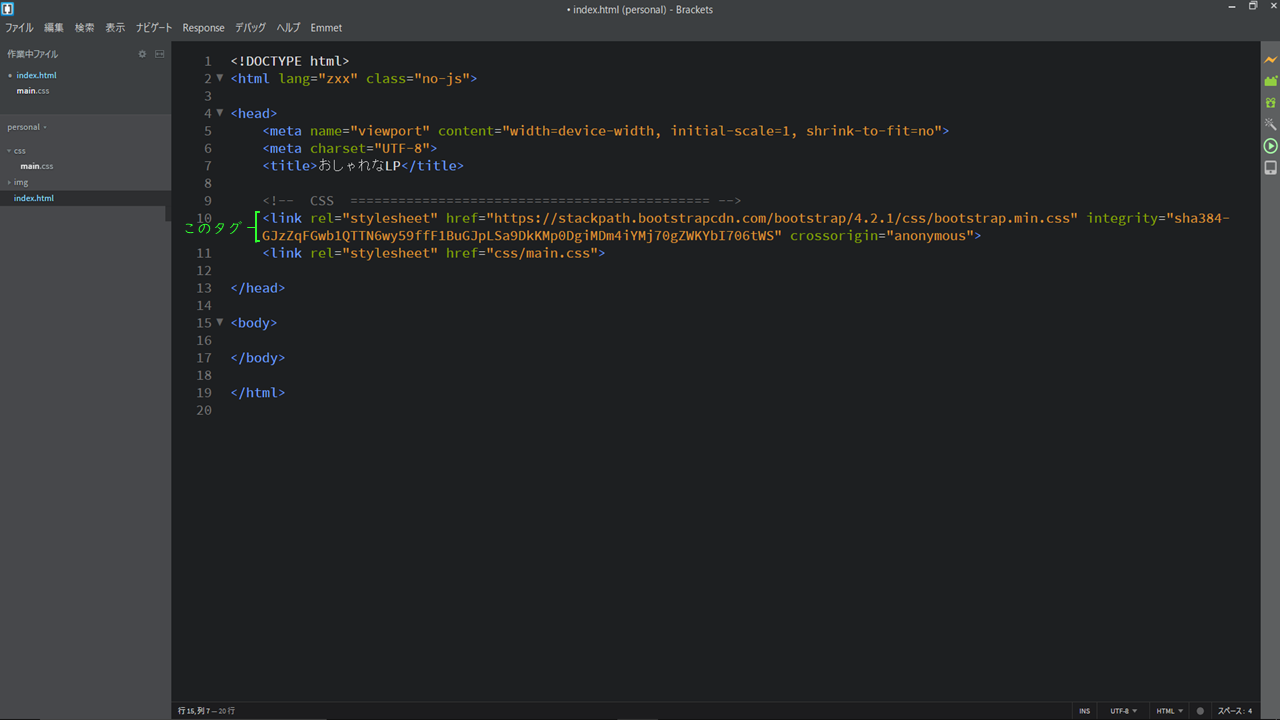 • index.html (personal) - Brackets
ファイル 編集 検索 表示 ナビゲート Response デバッグ ヘルプ Emmet
作業中ファイル
• index.html
main.css
personal
css
main.css
img
index.html
1 <!DOCTYPE html>
2 <html lang="zxx" class="no-js">
3
4 <head>
5 <meta name="viewport" content="width=device-width, initial-scale=1, shrink-to-fit=no">
6 <meta charset="UTF-8">
7 <title>おしゃれなLP</title>
8
9 <!-- CSS ============================================= -->
10 <link rel="stylesheet" href="https://stackpath.bootstrapcdn.com/bootstrap/4.2.1/css/bootstrap.min.css" integrity="sha384-
このタグ
GJzZqFGwb1QTTN6wy59ffF1BuGJpLSa9DkKMp0DgiMDm4iYMj70gZWKYbI706tWS" crossorigin="anonymous">
11 <link rel="stylesheet" href="css/main.css">
12
13 </head>
14
15 <body>
16
17 </body>
18
19 </html>
20
行 15, 列 7 — 20 行 INS UTF-8 HTML スペース: 4